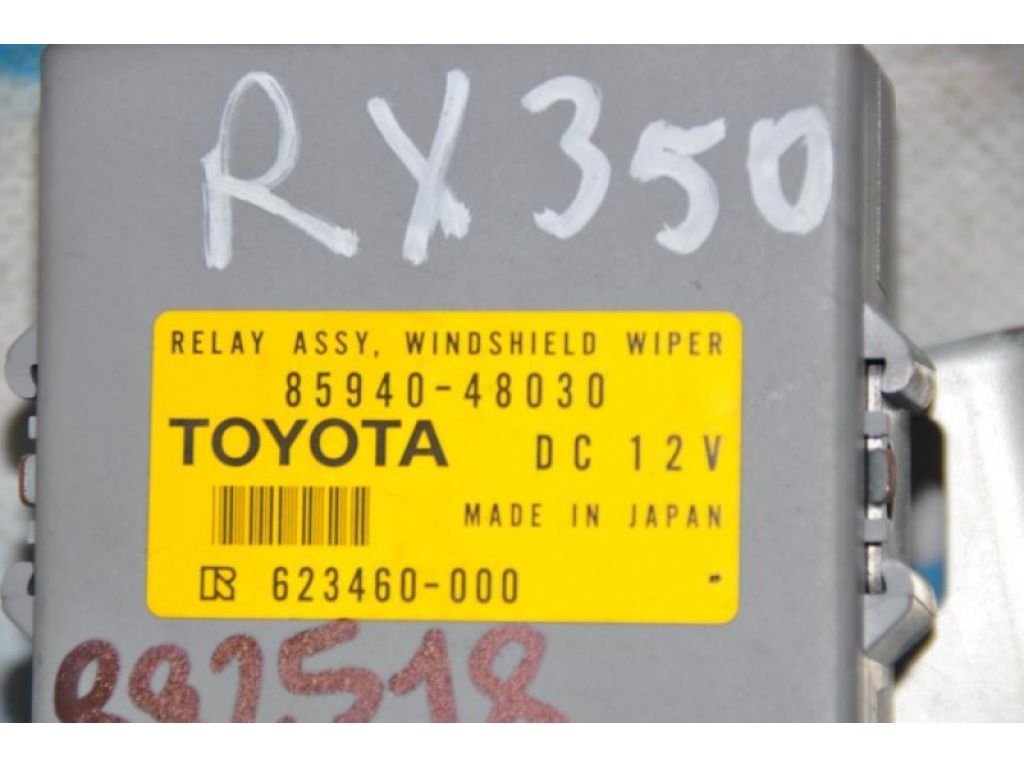 RX350
RELAY ASSY, WINDSHIELD WIPER
85940-48030
TOYOTA DC 12V
MADE IN JAPAN
R 623460-000